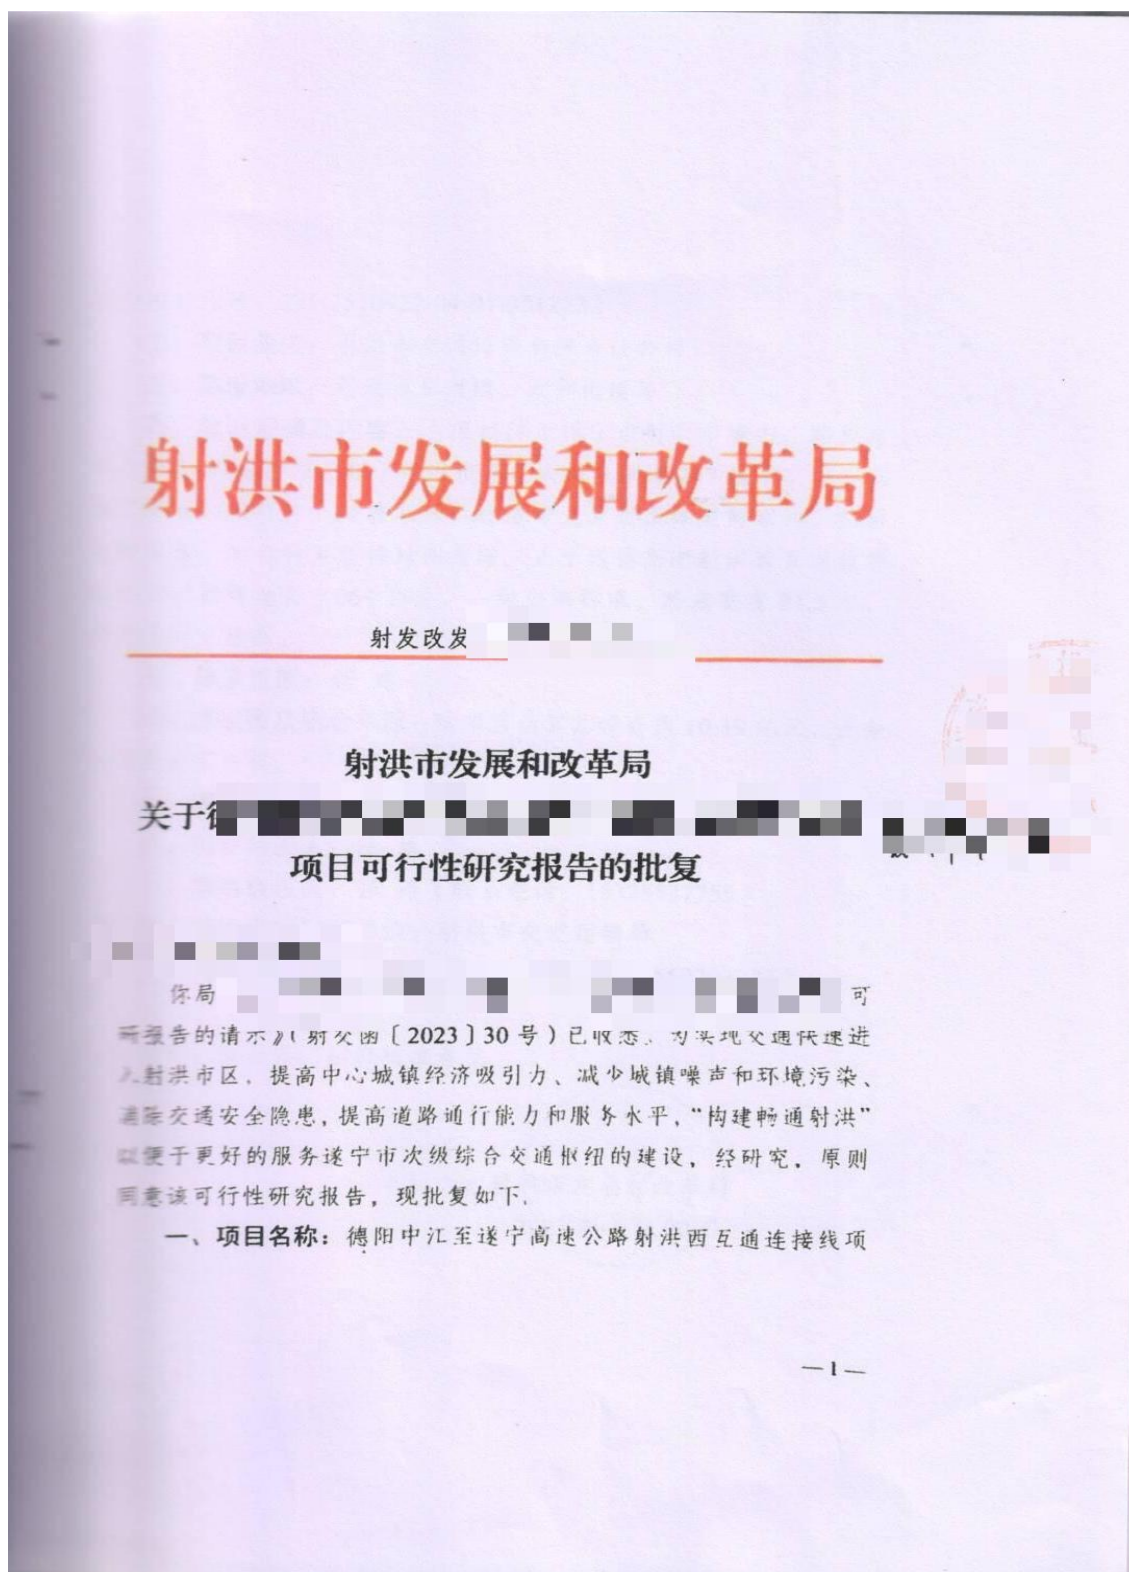 射洪市发展和改革局
射发改发
射洪市发展和改革局
关于
项目可行性研究报告的批复
你局 可
研报告的请示》(射交函〔2023〕30号)已收悉。为实现交通快速进
入射洪市区,提高中心城镇经济吸引力、减少城镇噪声和环境污染、
消除交通安全隐患,提高道路通行能力和服务水平,“构建畅通射洪”
以便于更好的服务遂宁市次级综合交通枢纽的建设,经研究,原则
同意该可行性研究报告,现批复如下。
一、项目名称:德阳中江至遂宁高速公路射洪西互通连接线项
—1—